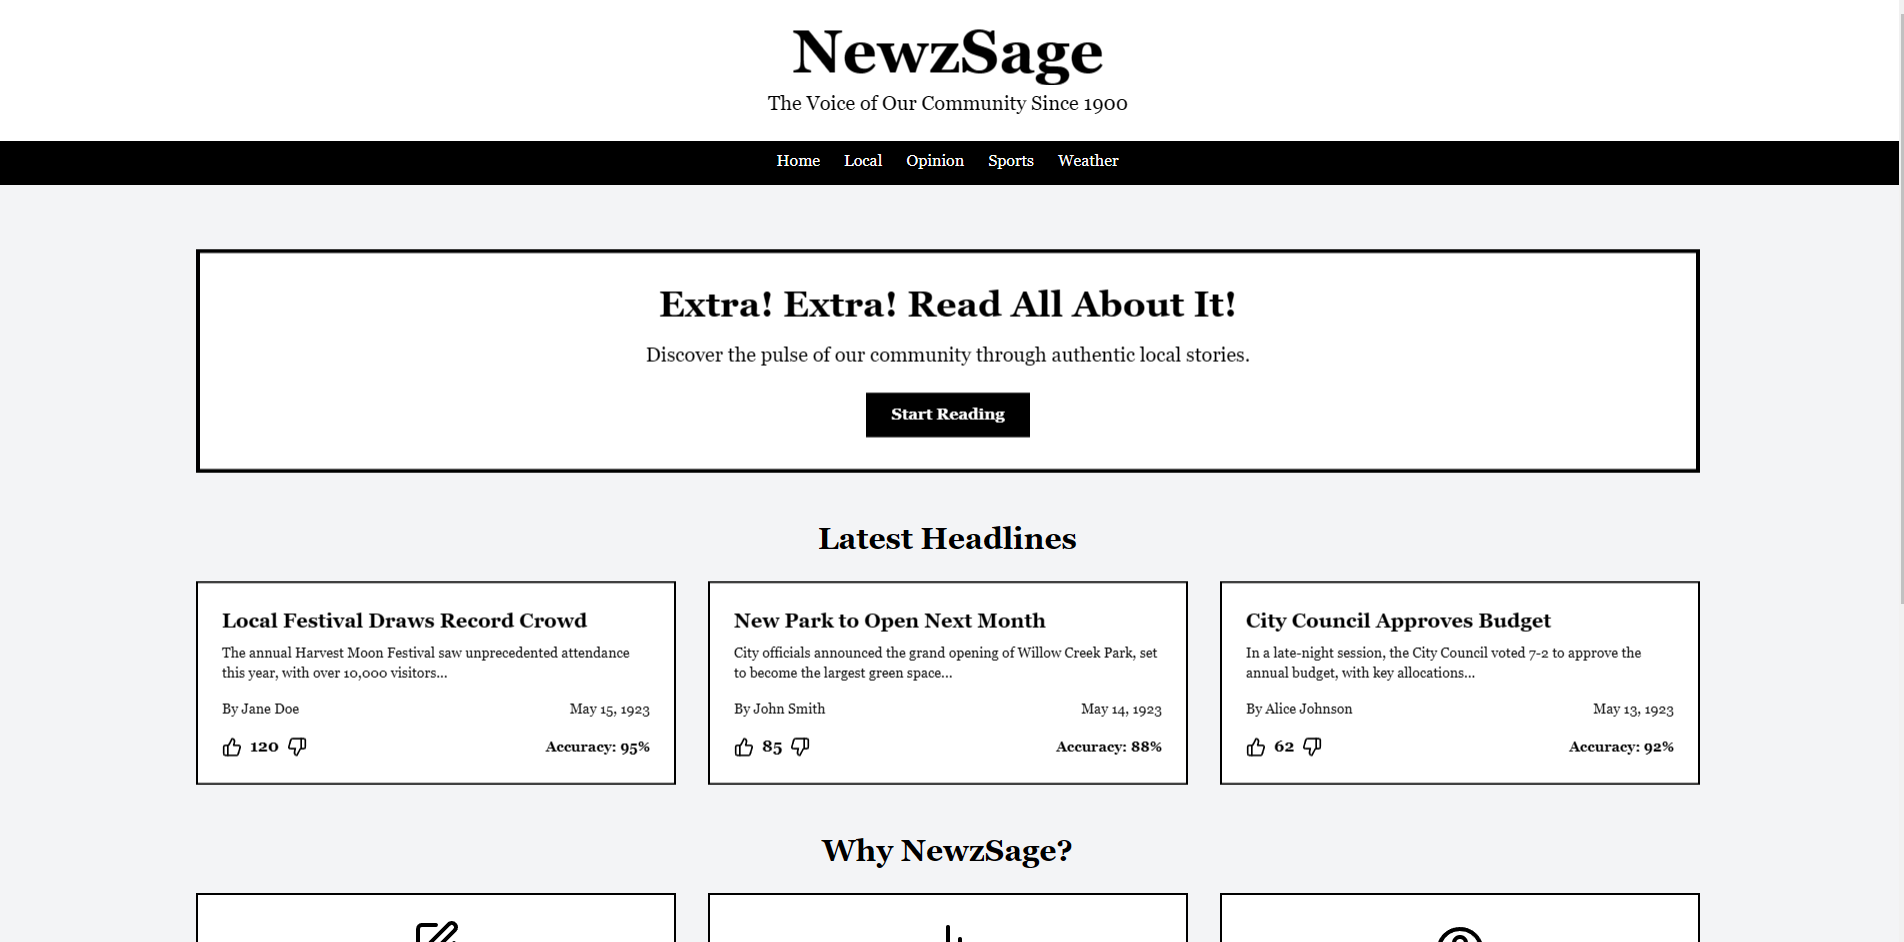 NewzSage
The Voice of Our Community Since 1900
Home Local Opinion Sports Weather
Extra! Extra! Read All About It!
Discover the pulse of our community through authentic local stories.
Start Reading
Latest Headlines
Local Festival Draws Record Crowd
The annual Harvest Moon Festival saw unprecedented attendance
this year, with over 10,000 visitors...
By Jane Doe May 15, 1923
120 Accuracy: 95%
New Park to Open Next Month
City officials announced the grand opening of Willow Creek Park, set
to become the largest green space...
By John Smith May 14, 1923
85 Accuracy: 88%
City Council Approves Budget
In a late-night session, the City Council voted 7-2 to approve the
annual budget, with key allocations...
By Alice Johnson May 13, 1923
62 Accuracy: 92%
Why NewzSage?